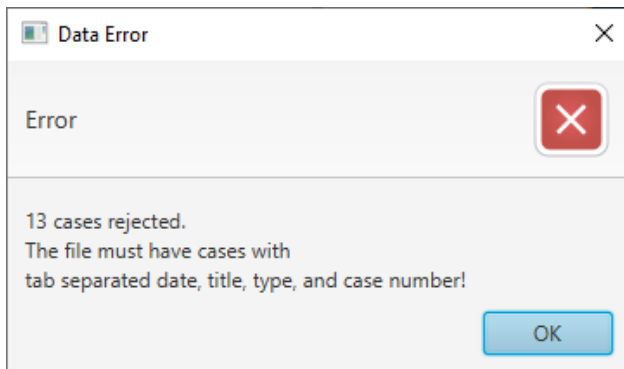 Data Error
Error
13 cases rejected.
The file must have cases with
tab separated date, title, type, and case number!
OK